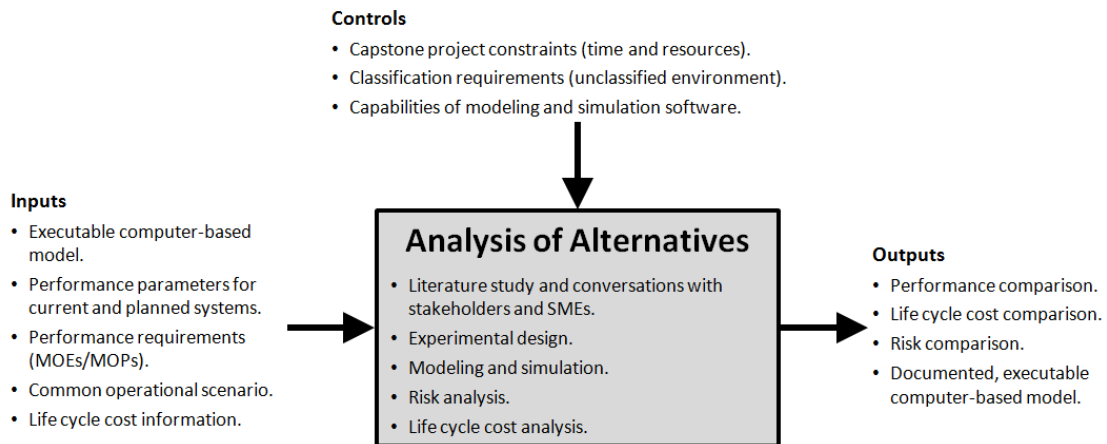 Controls
• Capstone project constraints (time and resources).
• Classification requirements (unclassified environment).
• Capabilities of modeling and simulation software.
Inputs
• Executable computer-based
model.
• Performance parameters for
current and planned systems.
• Performance requirements
(MOEs/MOPs).
• Common operational scenario.
• Life cycle cost information.
Analysis of Alternatives
• Literature study and conversations with
stakeholders and SMEs.
• Experimental design.
• Modeling and simulation.
• Risk analysis.
• Life cycle cost analysis.
Outputs
• Performance comparison.
• Life cycle cost comparison.
• Risk comparison.
• Documented, executable
computer-based model.